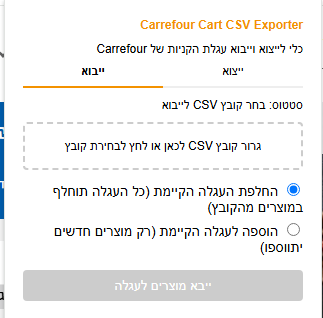 Carrefour Cart CSV Exporter
כלי לייצוא וייבוא עגלת הקניות של Carrefour
ייצוא
ייבוא
סטטוס: בחר קובץ CSV לייבוא
גרור קובץ CSV לכאן או לחץ לבחירת קובץ
החלפת העגלה הקיימת (כל העגלה תוחלף
במוצרים מהקובץ)
הוספה לעגלה הקיימת (רק מוצרים חדשים
יתווספו)
ייבא מוצרים לעגלה